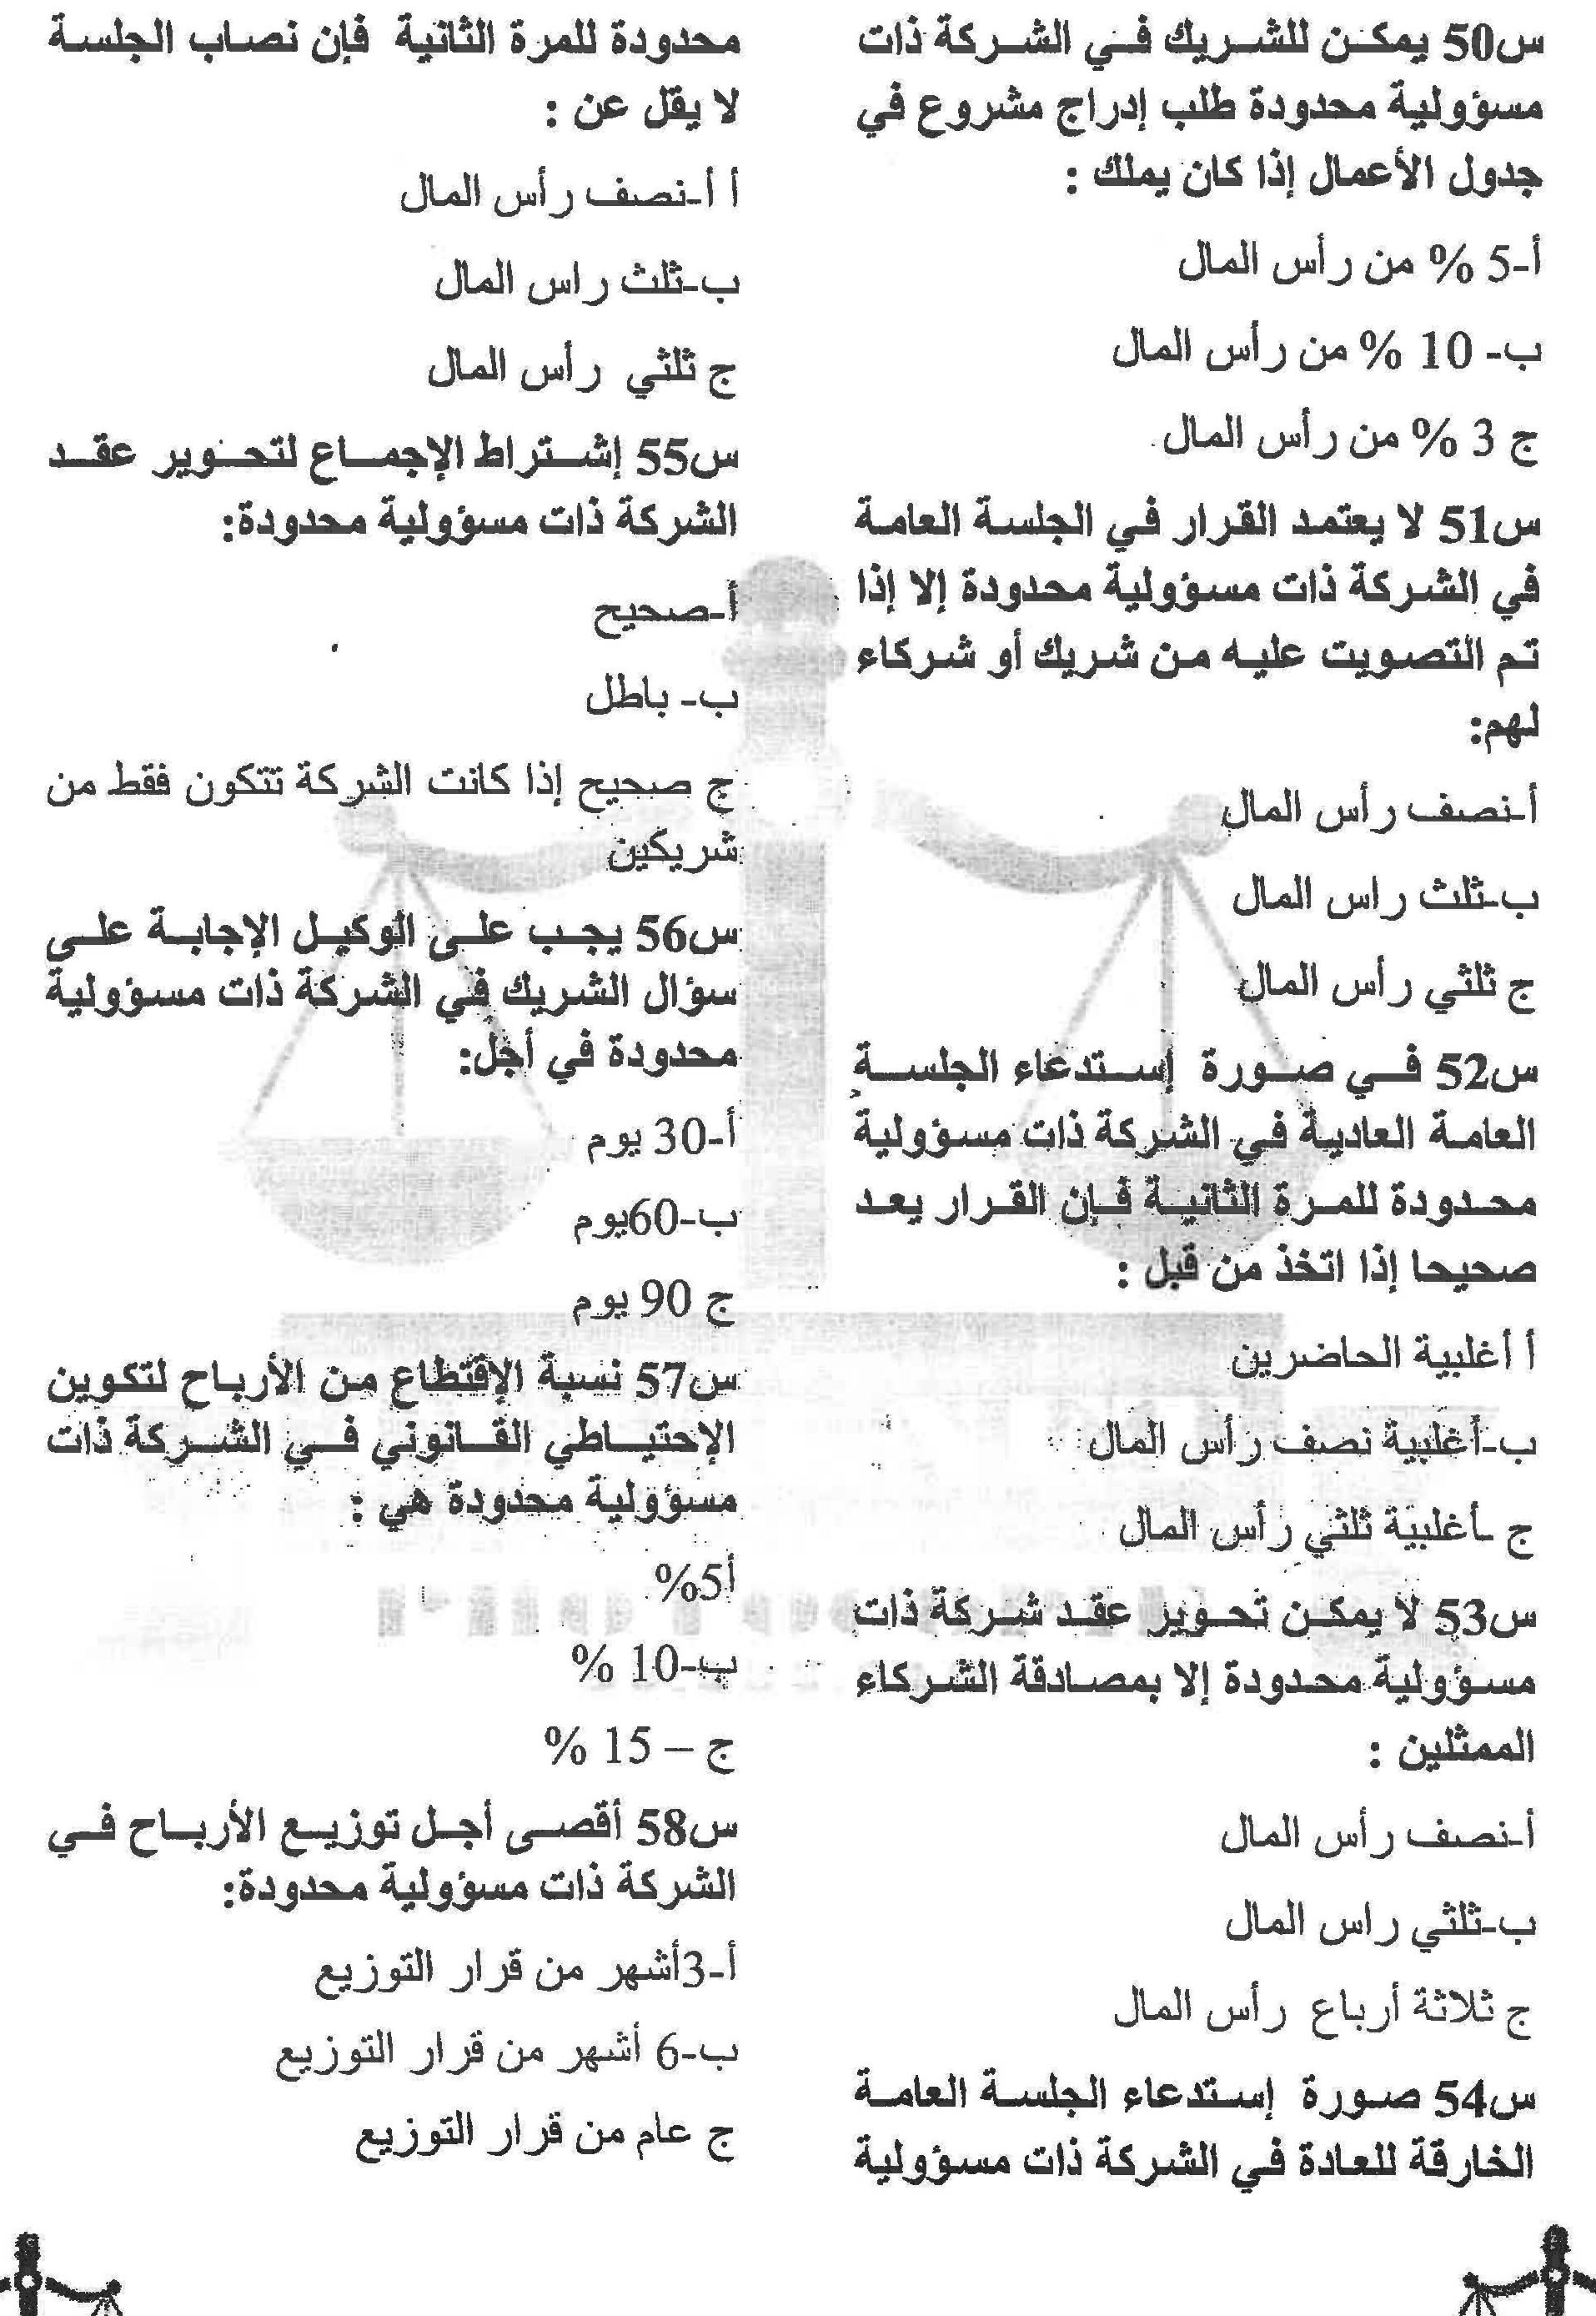 س50 يمكن للشريك في الشركة ذات
مسؤولية محدودة طلب إدراج مشروع في
جدول الأعمال إذا كان يملك :
أ-5 % من رأس المال
ب- 10 % من رأس المال
ج 3 % من رأس المال
س51 لا يعتمد القرار في الجلسة العامة
في الشركة ذات مسؤولية محدودة إلا إذا
تم التصويت عليه من شريك أو شركاء
لهم:
أ-نصف رأس المال
ب-ثلث راس المال
ج ثلثي رأس المال
س52 في صورة إستدعاء الجلسة
العامة العادية في الشركة ذات مسؤولية
محدودة للمرة الثانية فإن القرار يعد
صحيحا إذا اتخذ من قبل :
أ أغلبية الحاضرين
ب-أغلبية نصف رأس المال
ج -أغلبية ثلثي رأس المال
س53 لا يمكن تحوير عقد شركة ذات
مسؤولية محدودة إلا بمصادقة الشركاء
الممثلين :
أ-نصف رأس المال
ب-ثلثي راس المال
ج ثلاثة أرباع رأس المال
س54 صورة إستدعاء الجلسة العامة
الخارقة للعادة في الشركة ذات مسؤولية
محدودة للمرة الثانية فإن نصاب الجلسة
لا يقل عن :
أ أ-نصف رأس المال
ب-ثلث راس المال
ج ثلثي رأس المال
س55 إشتراط الإجماع لتحوير عقد
الشركة ذات مسؤولية محدودة:
أ-صحيح
ب- باطل
ج صحيح إذا كانت الشركة تتكون فقط من
شريكين
س56 يجب على الوكيل الإجابة على
سؤال الشريك في الشركة ذات مسؤولية
محدودة في أجل:
أ-30 يوم
ب-60يوم
ج 90 يوم
س57 نسبة الإقتطاع من الأرباح لتكوين
الإحتياطي القانوني في الشركة ذات
مسؤولية محدودة هي :
أ5%
ب-10 %
ج – 15 %
س58 أقصى أجل توزيع الأرباح في
الشركة ذات مسؤولية محدودة:
أ-3أشهر من قرار التوزيع
ب-6 أشهر من قرار التوزيع
ج عام من قرار التوزيع